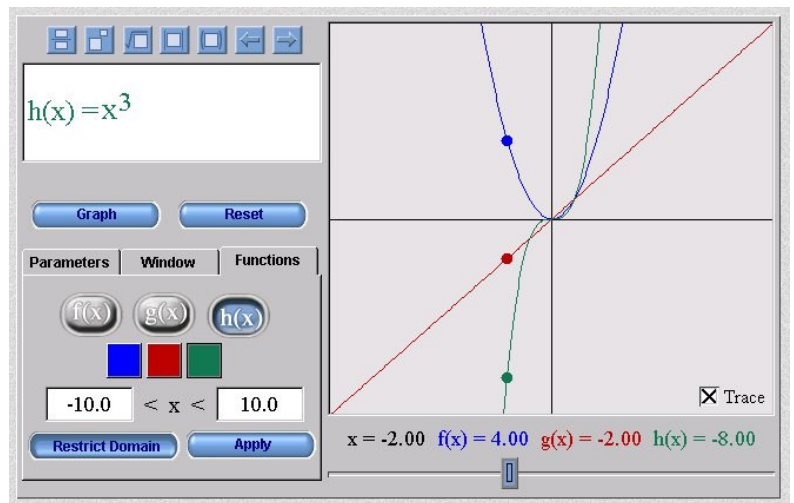 h(x) = x³
Graph Reset
Parameters Window Functions
f(x) g(x) h(x)
-10.0 < x < 10.0
Restrict Domain Apply
Trace
x = -2.00 f(x) = 4.00 g(x) = -2.00 h(x) = -8.00